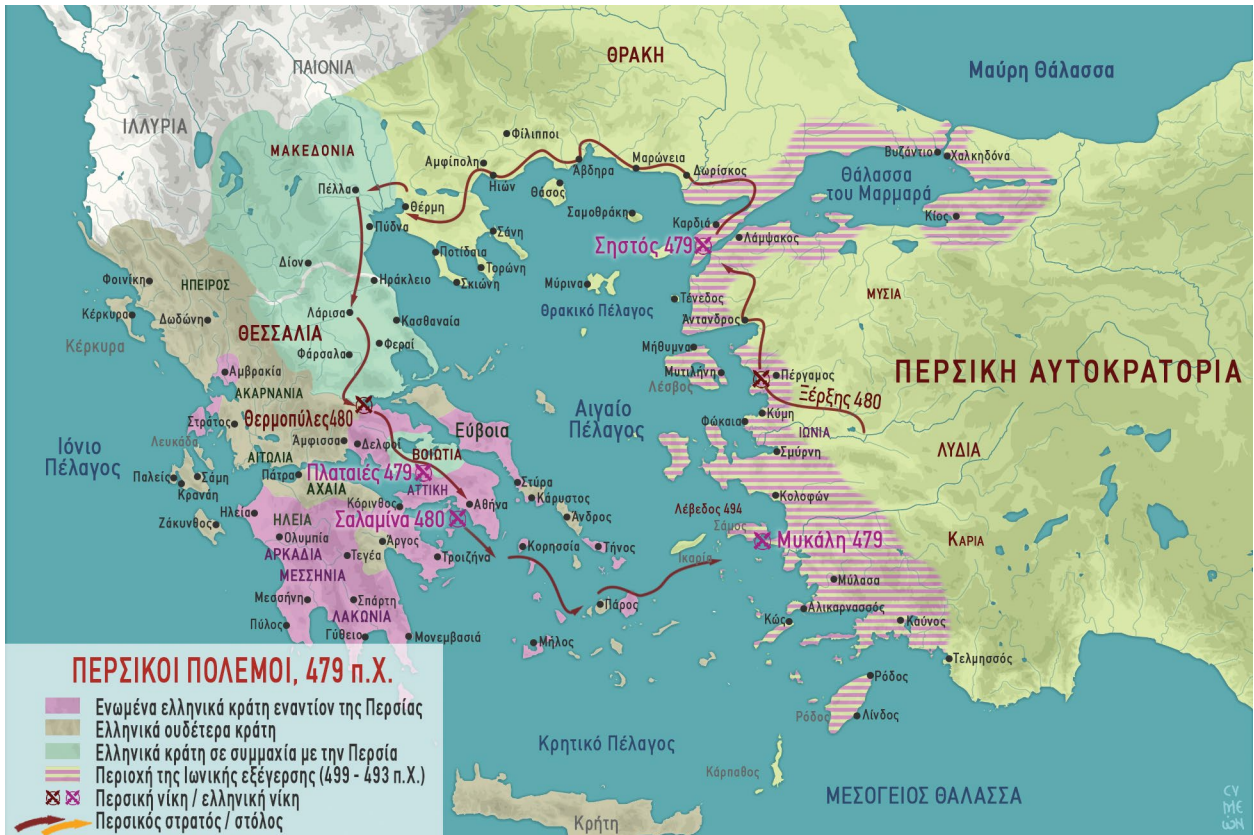 ΠΑΙΟΝΙΑ
ΘΡΑΚΗ
Μαύρη Θάλασσα
ΙΛΛΥΡΙΑ
ΜΑΚΕΔΟΝΙΑ
Φίλιπποι
Αμφίπολη
Ηιών
Άβδηρα
Μαρώνεια
Δωρίσκος
Βυζάντιο
Χαλκηδόνα
Πέλλα
Θέρμη
Θάσος
Σαμοθράκη
Θάλασσα
του Μαρμαρά
Κίος
Πύδνα
Σάνη
Καρδιά
Σηστός 479
Λάμψακος
Ποτίδαια
Τορώνη
Σκιώνη
Δίον
Ηράκλειο
Φοινίκη
ΗΠΕΙΡΟΣ
Μύρινα
Τένεδος
ΜΥΣΙΑ
Κέρκυρα
Δωδώνη
Λάρισα
Κασθαναία
Θρακικό Πέλαγος
Άντανδρος
ΘΕΣΣΑΛΙΑ
Κέρκυρα
Φάρσαλα
Φεραί
Μήθυμνα
Μυτιλήνη
Λέσβος
Πέργαμος
ΠΕΡΣΙΚΗ ΑΥΤΟΚΡΑΤΟΡΙΑ
Ξέρξης 480
Αμβρακία
ΑΚΑΡΝΑΝΙΑ
Θερμοπύλες480
Στράτος
Λευκάδα
Αιγαίο
Πέλαγος
Κύμη
Φώκαια
ΙΩΝΙΑ
Εύβοια
Ιόνιο
Πέλαγος
Άμφισσα
Δελφοί
ΒΟΙΩΤΙΑ
ΛΥΔΙΑ
Σμύρνη
ΑΙΤΩΛΙΑ
Παλείς
Σάμη
Κρανάη
Πάτρα
Πλαταιές 479
ΑΤΤΙΚΗ
Στύρα
Κάρυστος
ΑΧΑΙΑ
Κόρινθος
Αθήνα
Άνδρος
Κολοφών
Λέβεδος 494
Σάμος
Ζάκυνθος
Ηλεία
ΗΛΕΙΑ
Ολυμπία
Σαλαμίνα 480
Άργος
Μυκάλη 479
ΚΑΡΙΑ
ΑΡΚΑΔΙΑ
Τεγέα
Τροιζήνα
Κορησσία
Τήνος
Ικαρία
ΜΕΣΣΗΝΙΑ
Μύλασα
Μεασήνη
Σπάρτη
ΛΑΚΩΝΙΑ
Πάρος
Αλικαρνασσός
Κώς
Καύνος
Πύλος
Γύθειο
Μονεμβασιά
Μήλος
Τελμησσός
Ρόδος
Ρόδος
Λίνδος
Κρητικό Πέλαγος
Κάρπαθος
ΜΕΣΟΓΕΙΟΣ ΘΑΛΑΣΣΑ
Κρήτη
ΠΕΡΣΙΚΟΙ ΠΟΛΕΜΟΙ, 479 π.Χ.
Ενωμένα ελληνικά κράτη εναντίον της Περσίας
Ελληνικά ουδέτερα κράτη
Ελληνικά κράτη σε συμμαχία με την Περσία
Περιοχή της Ιωνικής εξέγερσης (499 - 493 π.Χ.)
Περσική νίκη / ελληνική νίκη
Περσικός στρατός / στόλος
CY
ΜΕ
ῶΝ